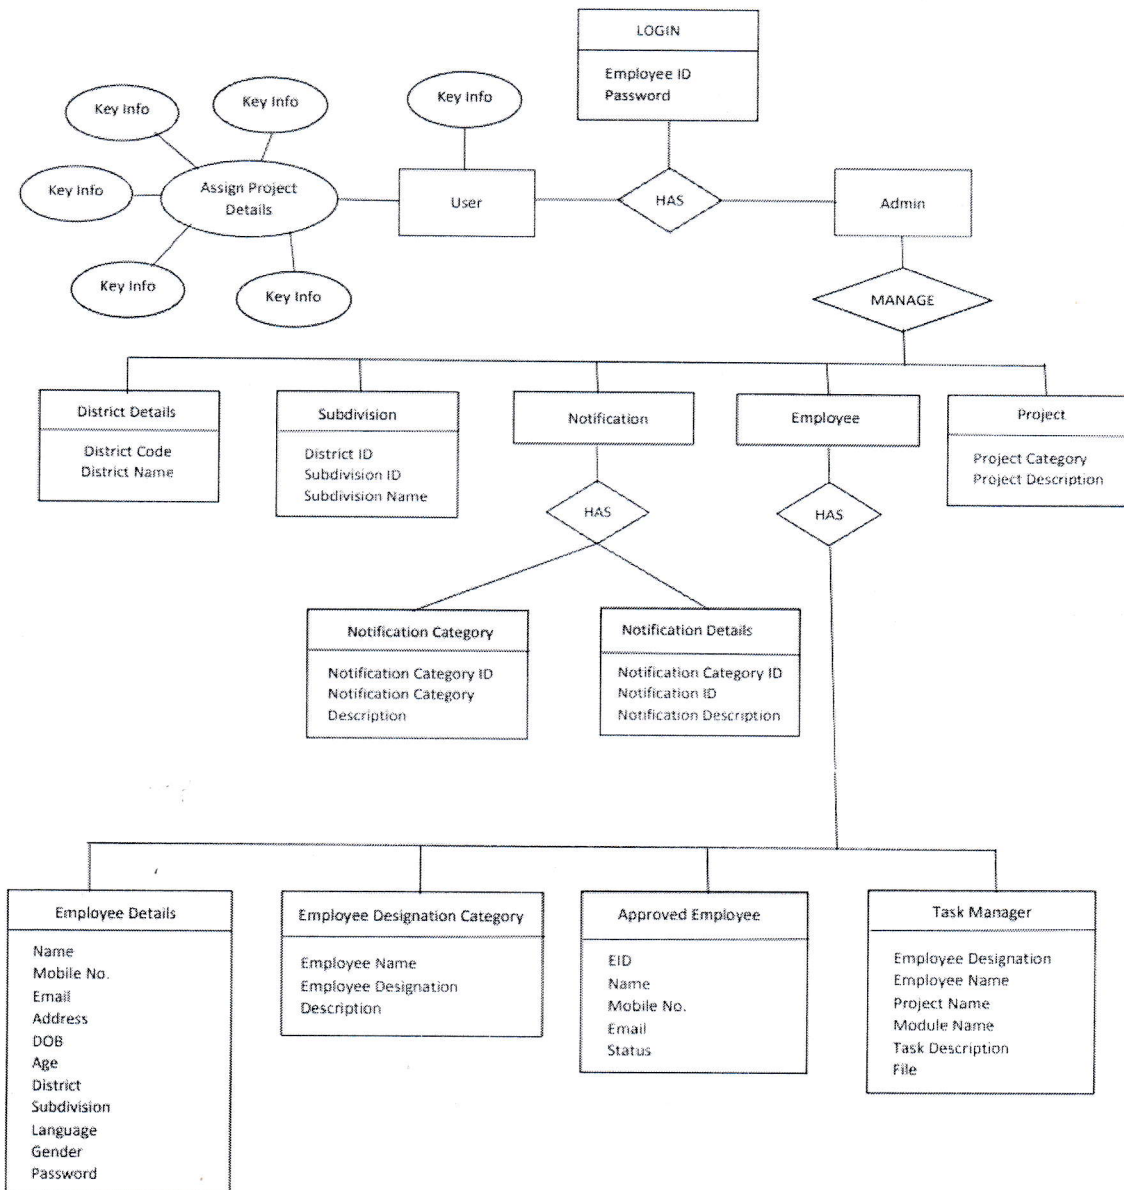 LOGIN
Employee ID
Password
Key Info
Key Info
Key Info
Key Info
Assign Project
Details
User
HAS
Admin
Key Info
Key Info
MANAGE
District Details
District Code
District Name
Subdivision
District ID
Subdivision ID
Subdivision Name
Notification
Employee
Project
Project Category
Project Description
HAS
HAS
Notification Category
Notification Category ID
Notification Category
Description
Notification Details
Notification Category ID
Notification ID
Notification Description
Employee Details
Name
Mobile No.
Email
Address
DOB
Age
District
Subdivision
Language
Gender
Password
Employee Designation Category
Employee Name
Employee Designation
Description
Approved Employee
EID
Name
Mobile No.
Email
Status
Task Manager
Employee Designation
Employee Name
Project Name
Module Name
Task Description
File